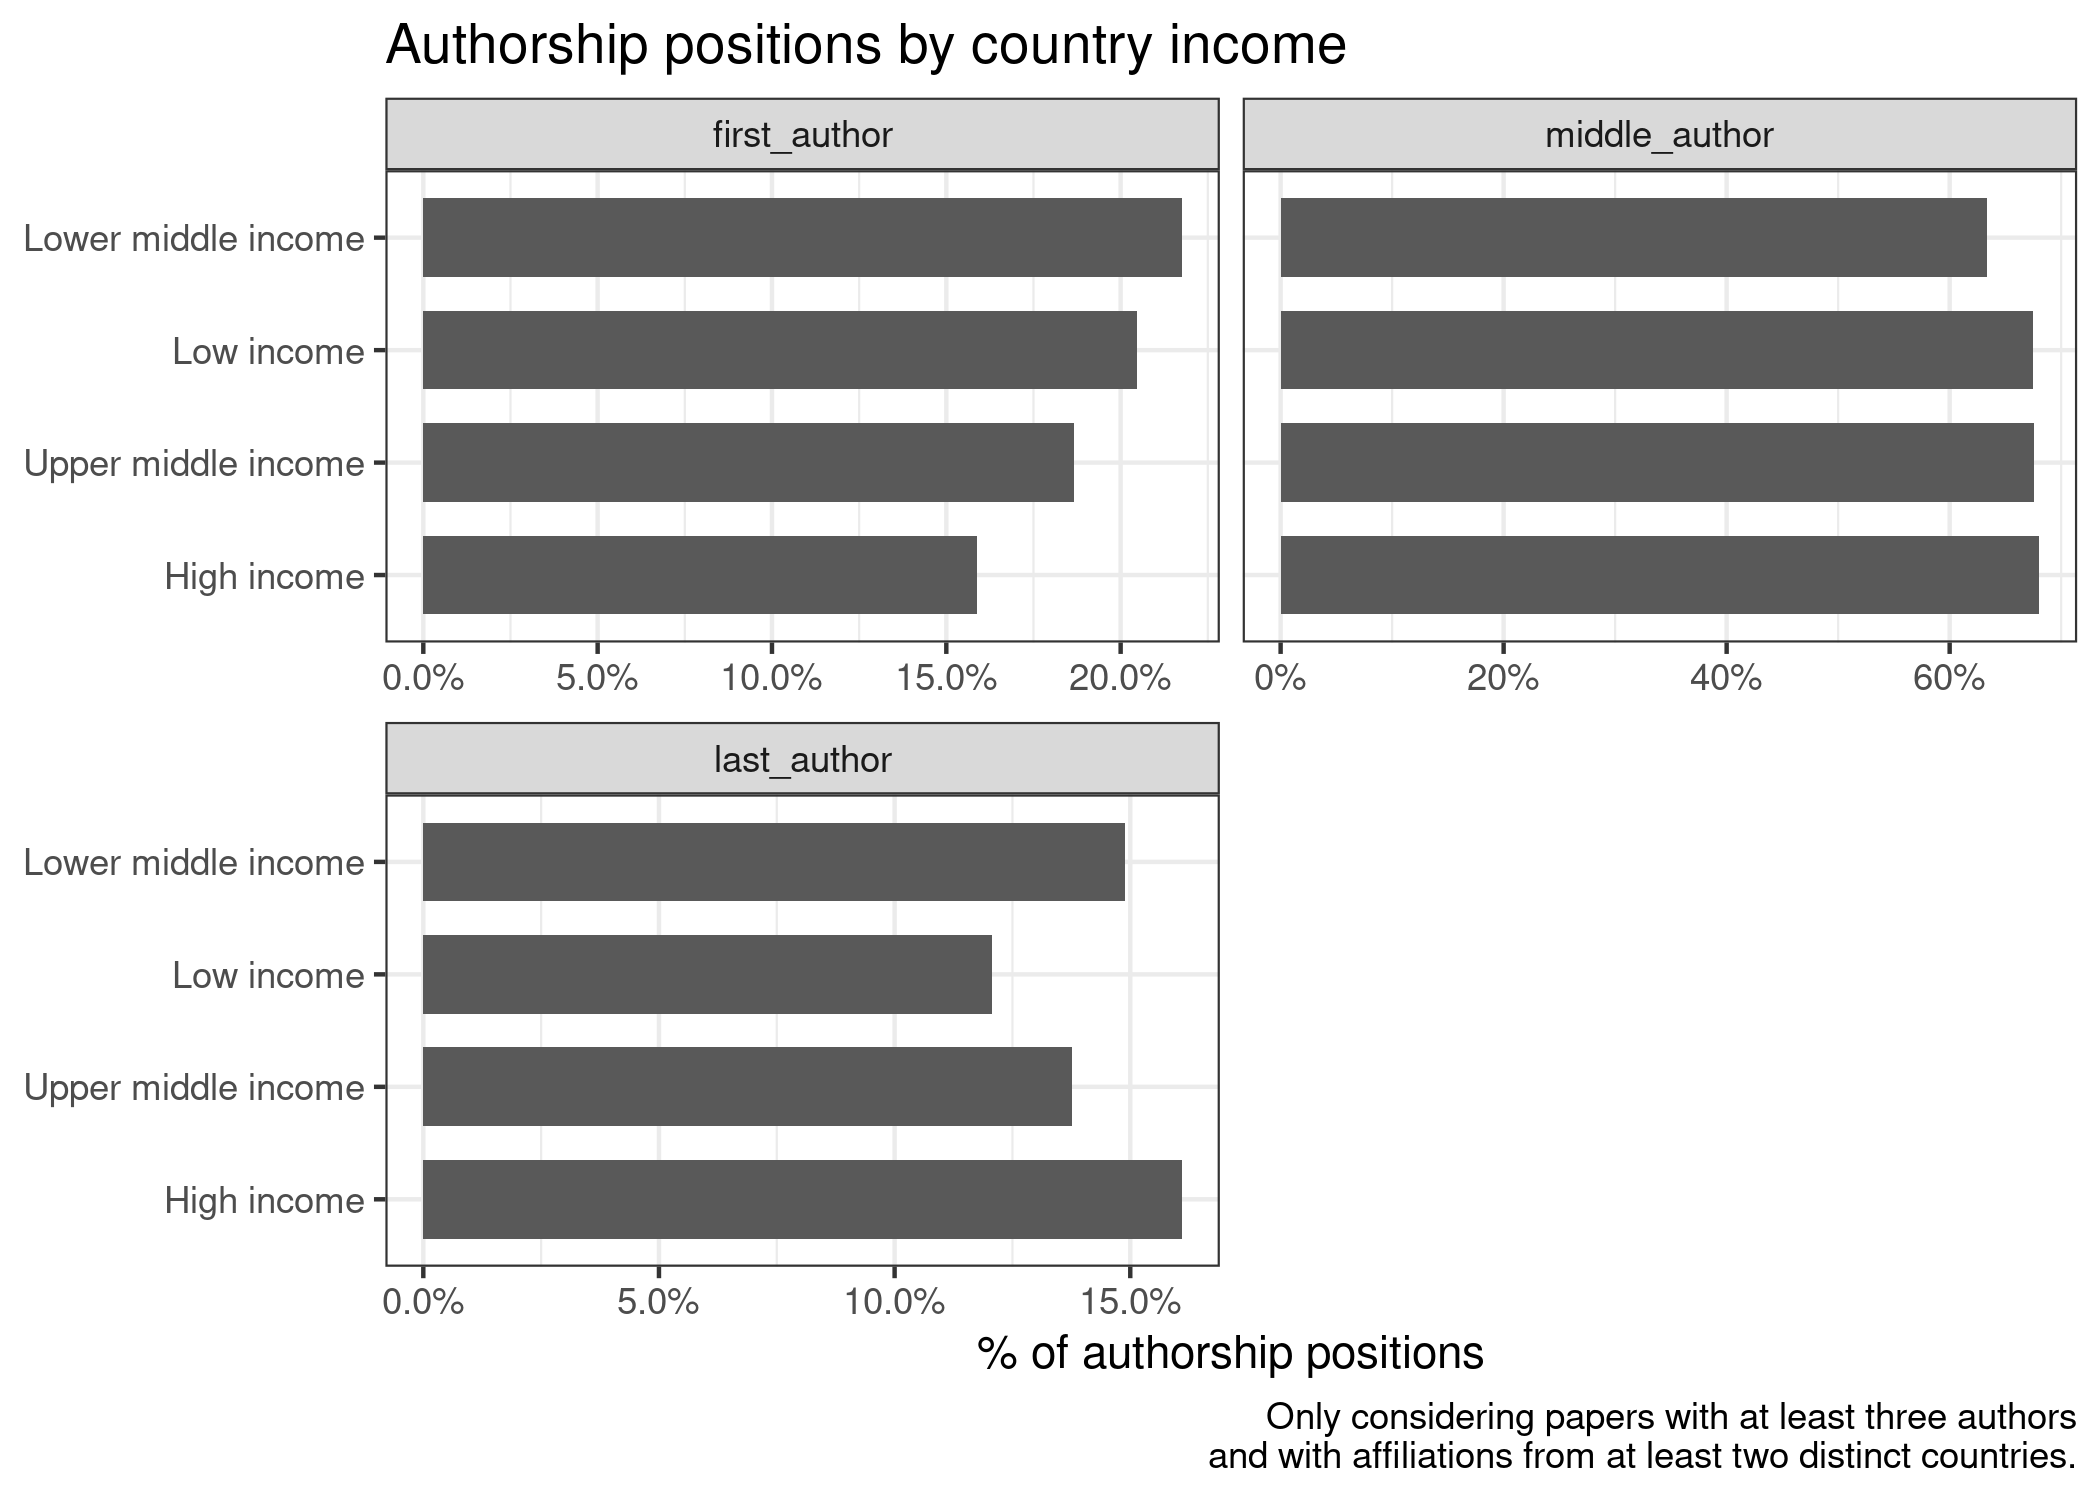 Authorship positions by country income
first_author
middle_author
Lower middle income
Low income
Upper middle income
High income
0.0% 5.0% 10.0% 15.0% 20.0%
0% 20% 40% 60%
last_author
Lower middle income
Low income
Upper middle income
High income
0.0% 5.0% 10.0% 15.0%
% of authorship positions
Only considering papers with at least three authors
and with affiliations from at least two distinct countries.